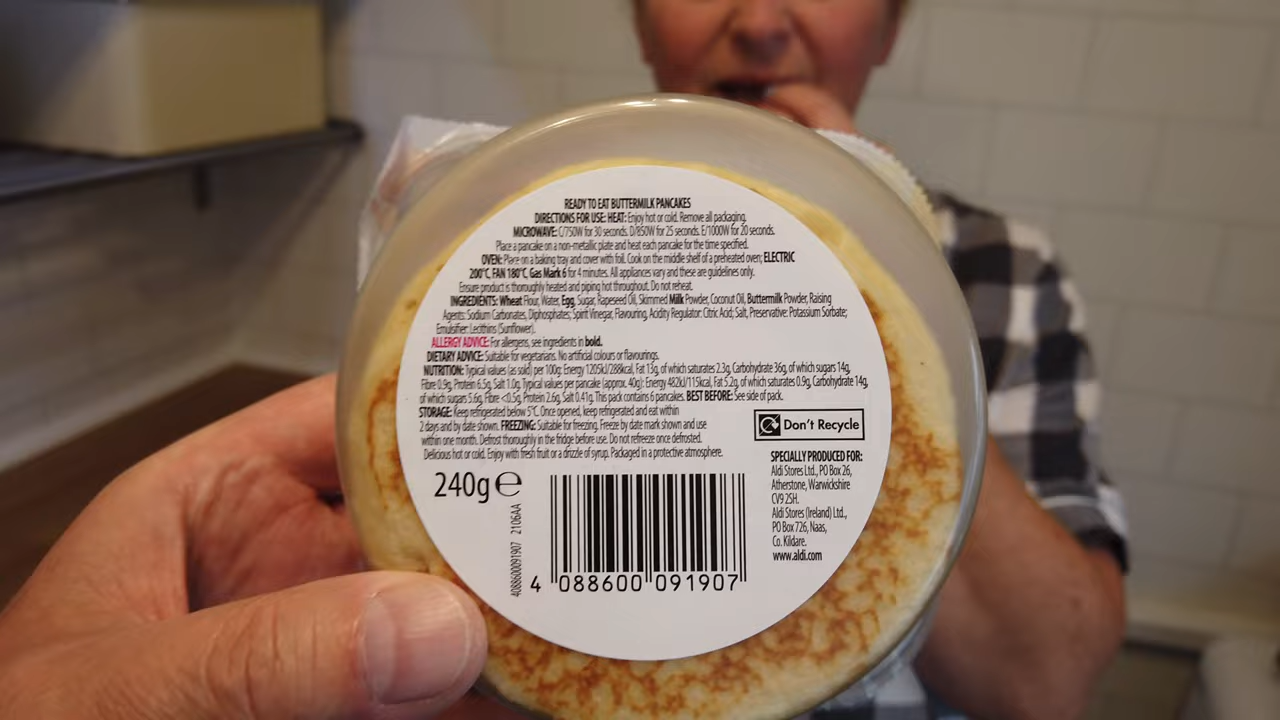 READY TO EAT BUTTERMILK PANCAKES
DIRECTIONS FOR USE: HEAT: Enjoy hot or cold. Remove all packaging.
MICROWAVE: C/750W for 30 seconds. D/850W for 25 seconds. E/1000W for 20 seconds.
Place a pancake on a non-metallic plate and heat each pancake for the time specified.
OVEN: Place on a baking tray and cover with foil. Cook on the middle shelf of a preheated oven; ELECTRIC
200°C, FAN 180°C, Gas Mark 6 for 4 minutes. All appliances vary and these are guidelines only.
Ensure product is thoroughly heated and piping hot throughout. Do not reheat.
INGREDIENTS: Wheat Flour, Water, Egg, Sugar, Rapeseed Oil, Skimmed Milk Powder, Coconut Oil, Buttermilk Powder, Raising
Agents: Sodium Carbonates, Diphosphates; Spirit Vinegar, Flavouring, Acidity Regulator: Citric Acid; Salt, Preservative: Potassium Sorbate;
Emulsifier: Lecithins (Sunflower).
ALLERGY ADVICE: For allergens, see ingredients in bold.
DIETARY ADVICE: Suitable for vegetarians. No artificial colours or flavourings.
NUTRITION: Typical values (as sold) per 100g: Energy 1205kJ/288kcal, Fat 13g, of which saturates 2.3g, Carbohydrate 36g, of which sugars 14g,
Fibre 0.9g, Protein 6.5g, Salt 1.0g. Typical values per pancake (approx. 40g): Energy 482kJ/115kcal, Fat 5.2g, of which saturates 0.9g, Carbohydrate 14g,
of which sugars 5.6g, Fibre <0.5g, Protein 2.6g, Salt 0.41g. This pack contains 6 pancakes. BEST BEFORE: See side of pack.
STORAGE: Keep refrigerated below 5°C. Once opened, keep refrigerated and eat within
2 days and by date shown. FREEZING: Suitable for freezing. Freeze by date mark shown and use
within one month. Defrost thoroughly in the fridge before use. Do not refreeze once defrosted.
Delicious hot or cold. Enjoy with fresh fruit or a drizzle of syrup. Packaged in a protective atmosphere.
Don't Recycle
240g e
4088600091907 2106AA
4 088600 091907
SPECIALLY PRODUCED FOR:
Aldi Stores Ltd., PO Box 26,
Atherstone, Warwickshire
CV9 2SH.
Aldi Stores (Ireland) Ltd.,
PO Box 726, Naas,
Co. Kildare.
www.aldi.com